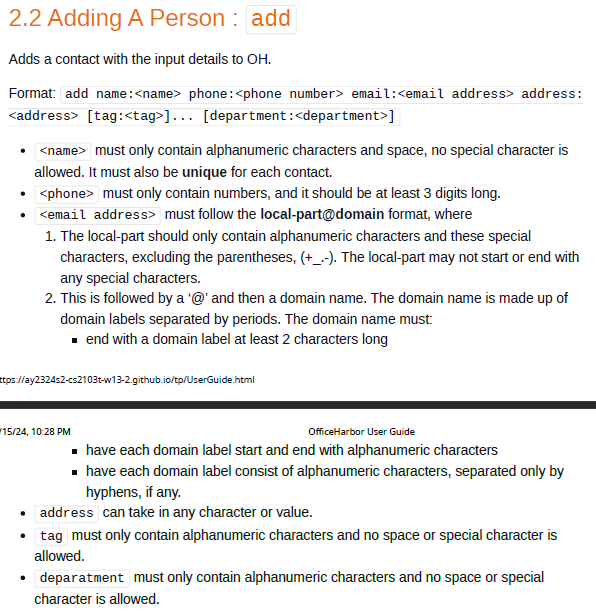 2.2 Adding A Person : add
Adds a contact with the input details to OH.
Format: add name:<name> phone:<phone number> email:<email address> address:
<address> [tag:<tag>]... [department:<department>]
• <name> must only contain alphanumeric characters and space, no special character is
allowed. It must also be unique for each contact.
• <phone> must only contain numbers, and it should be at least 3 digits long.
• <email address> must follow the local-part@domain format, where
1. The local-part should only contain alphanumeric characters and these special
characters, excluding the parentheses, (+_.-). The local-part may not start or end with
any special characters.
2. This is followed by a ‘@’ and then a domain name. The domain name is made up of
domain labels separated by periods. The domain name must:
▪ end with a domain label at least 2 characters long
ttps://ay2324s2-cs2103t-w13-2.github.io/tp/UserGuide.html
/15/24, 10:28 PM OfficeHarbor User Guide
▪ have each domain label start and end with alphanumeric characters
▪ have each domain label consist of alphanumeric characters, separated only by
hyphens, if any.
• address can take in any character or value.
• tag must only contain alphanumeric characters and no space or special character is
allowed.
• deparatment must only contain alphanumeric characters and no space or special
character is allowed.